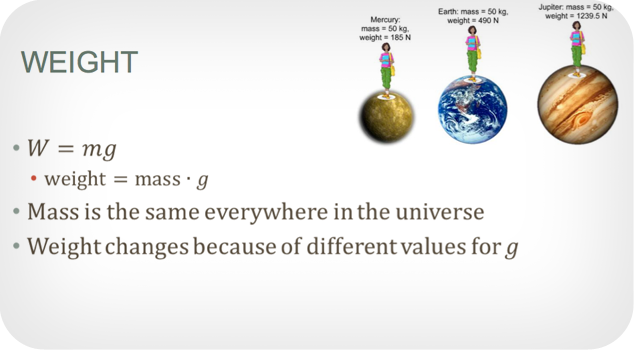 WEIGHT
Mercury:
mass = 50 kg,
weight = 185 N
Earth: mass = 50 kg,
weight = 490 N
Jupiter: mass = 50 kg,
weight = 1239.5 N
• W = mg
• weight = mass · g
• Mass is the same everywhere in the universe
• Weight changes because of different values for g